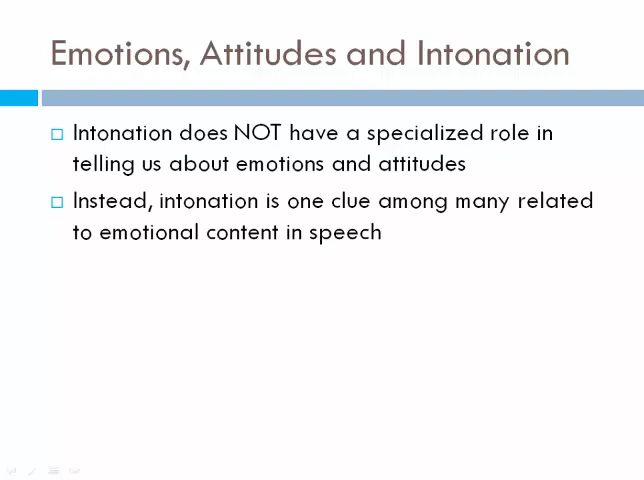 Emotions, Attitudes and Intonation
Intonation does NOT have a specialized role in
telling us about emotions and attitudes
Instead, intonation is one clue among many related
to emotional content in speech